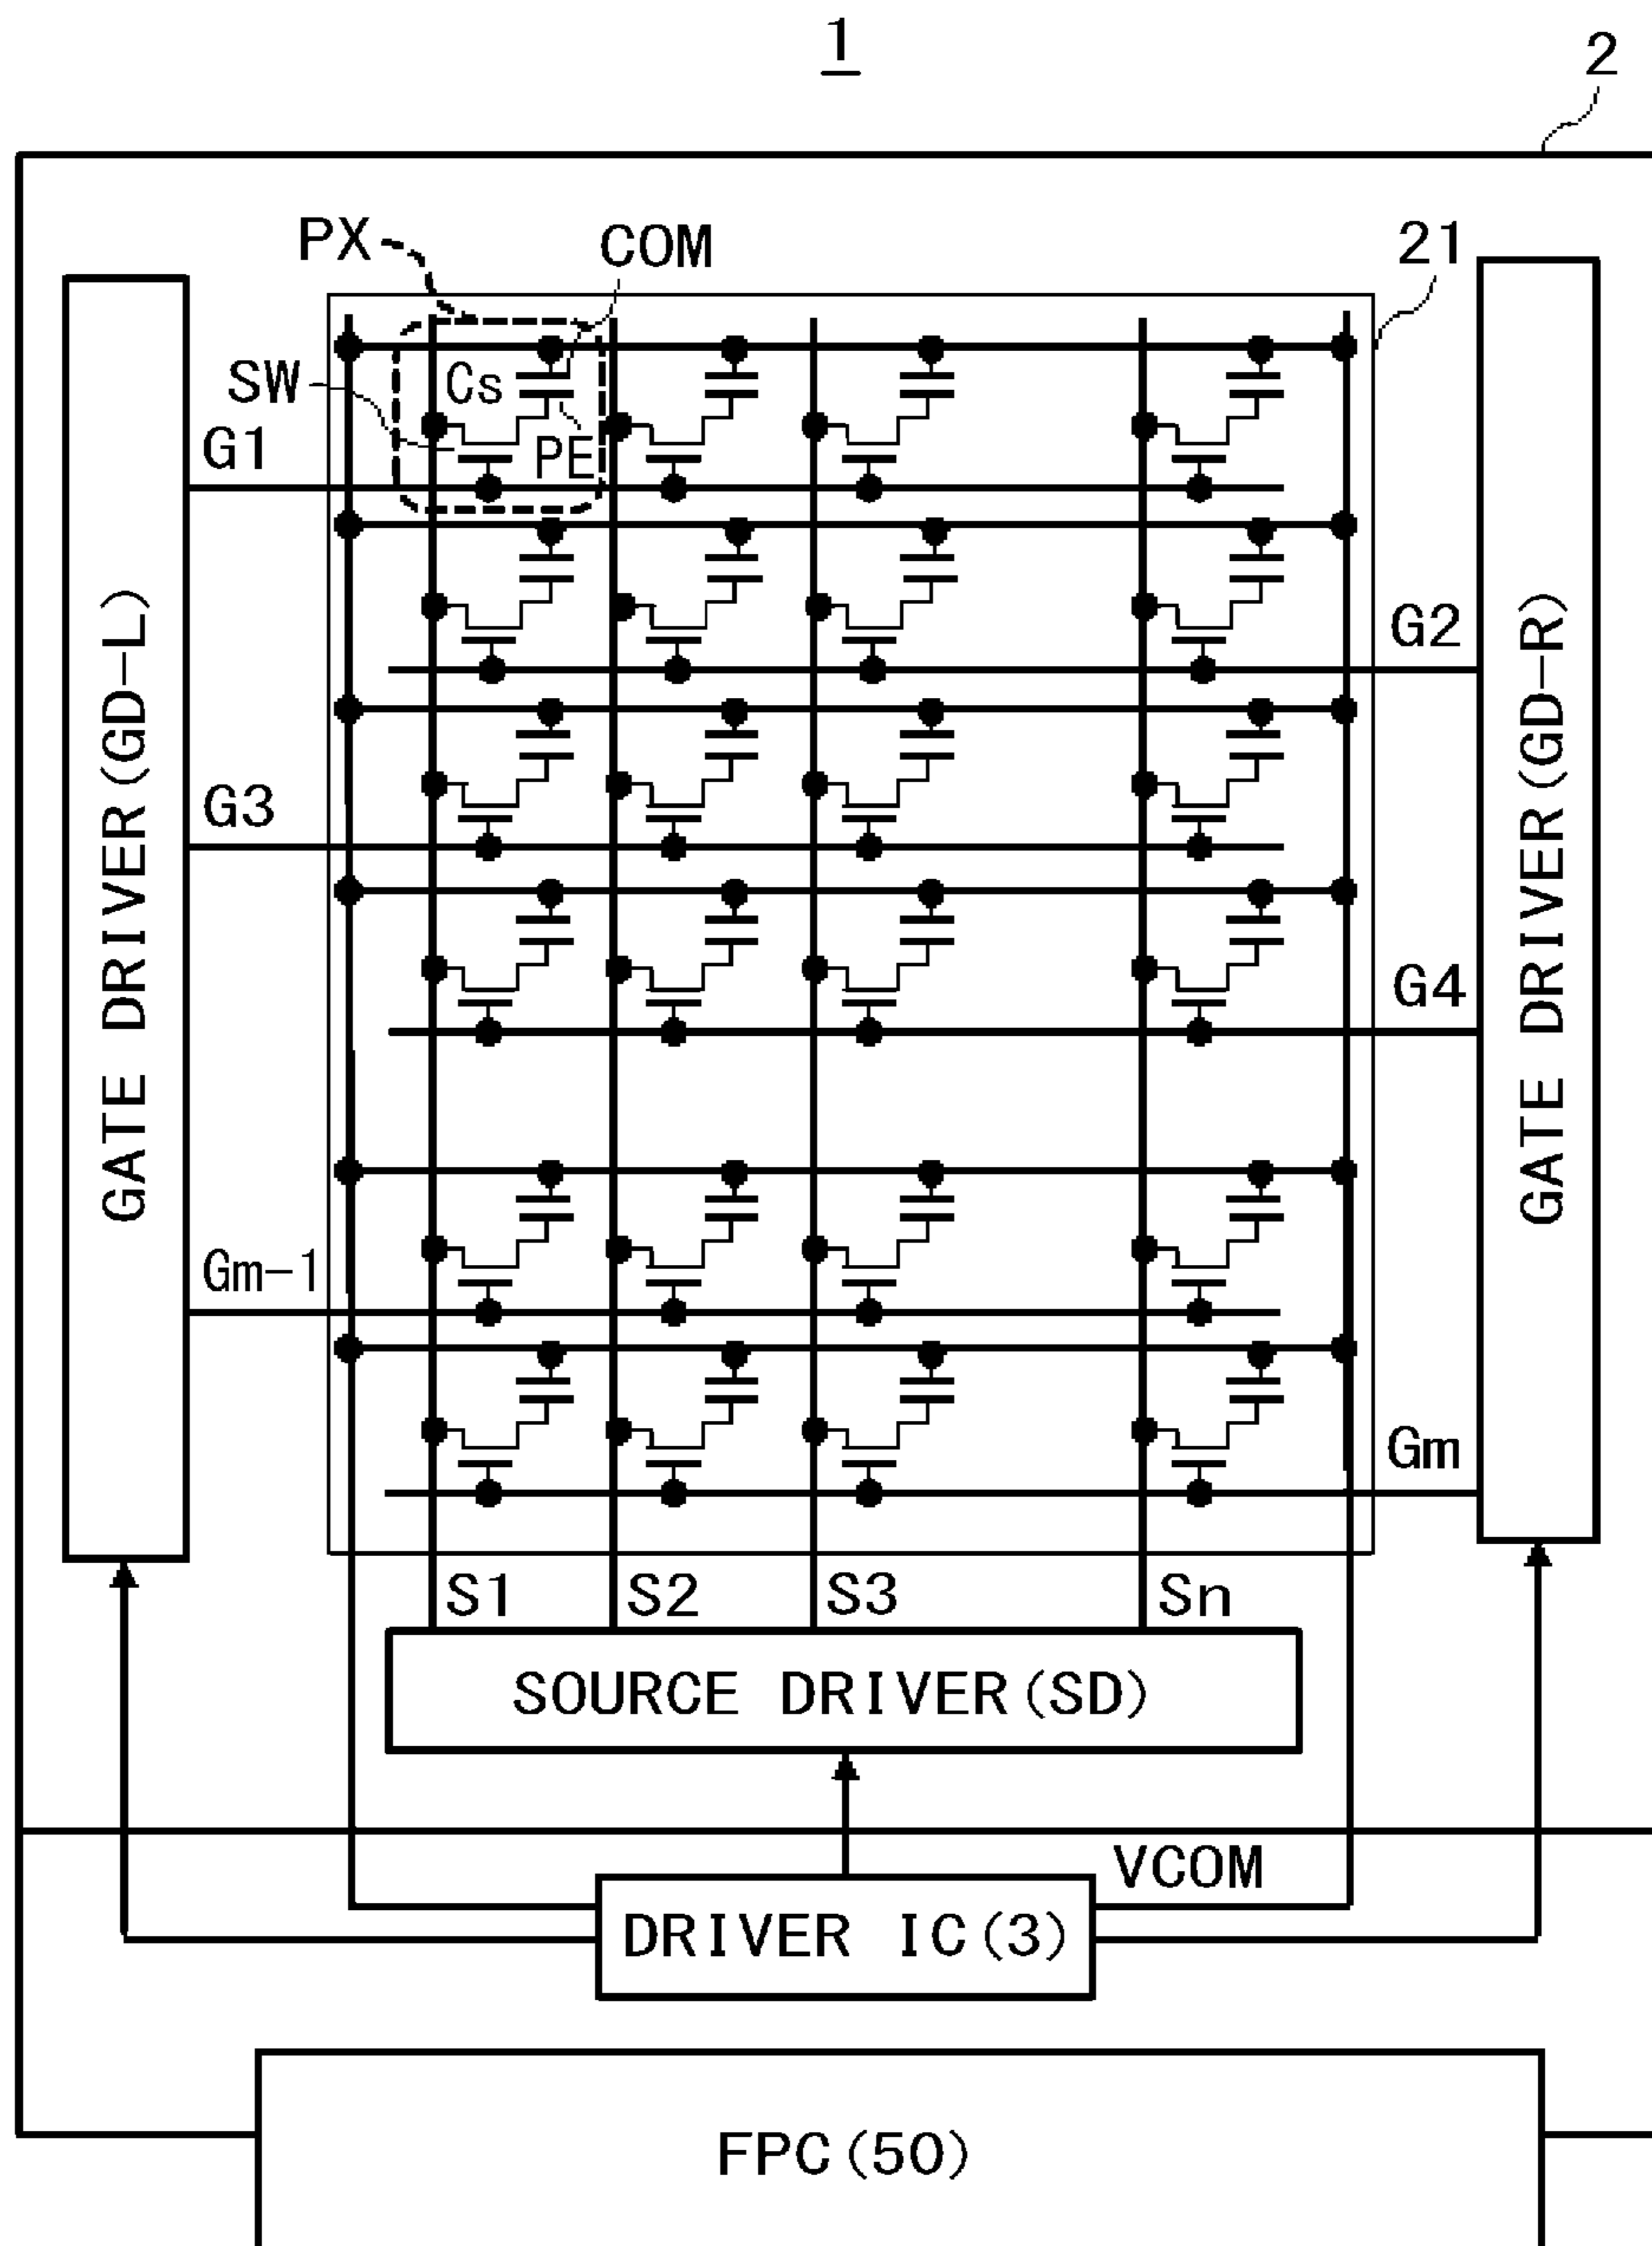 1
2
PX
COM
21
SW
Cs
G1
PE
G2
G3
G4
Gm-1
Gm
GATE DRIVER(GD-L)
GATE DRIVER(GD-R)
S1 S2 S3 Sn
SOURCE DRIVER(SD)
VCOM
DRIVER IC(3)
FPC(50)